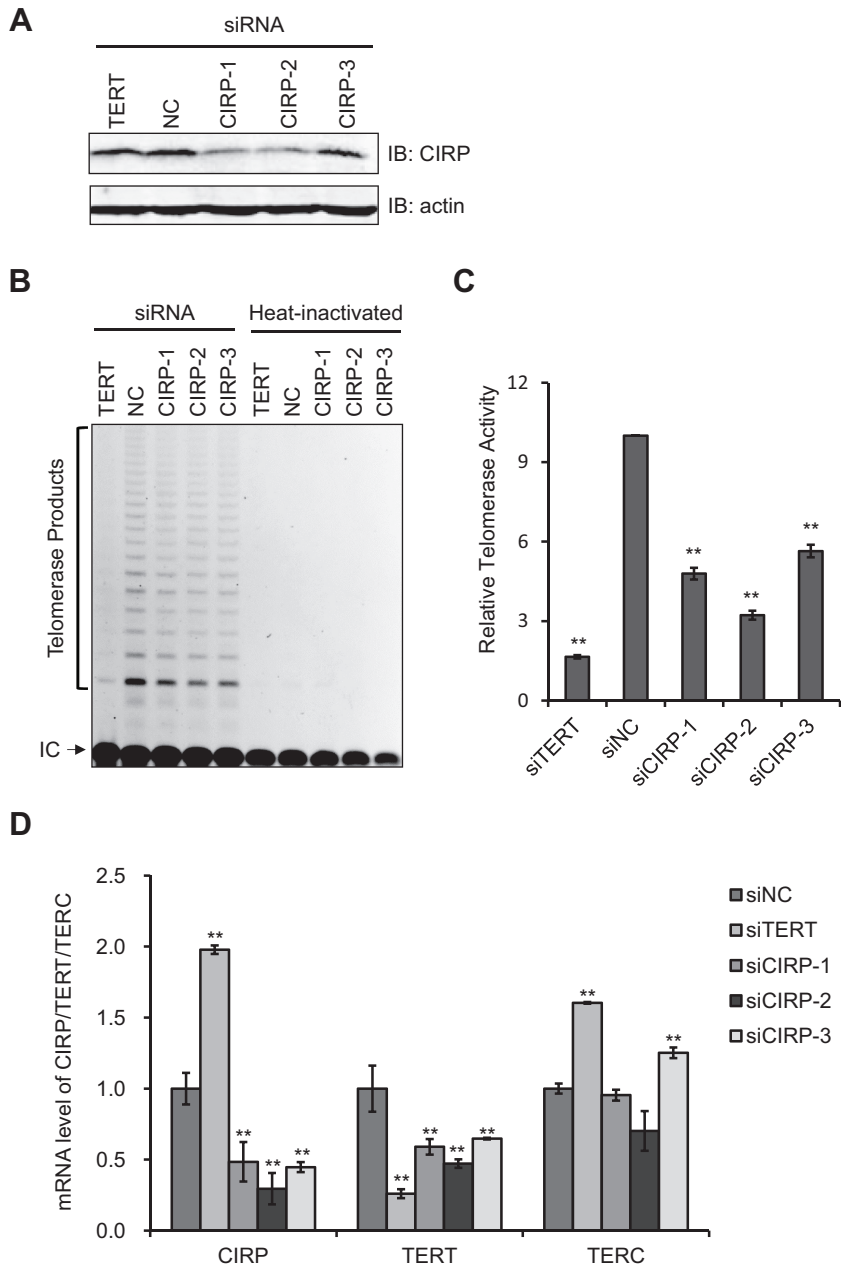 A
siRNA
TERT
NC
CIRP-1
CIRP-2
CIRP-3
IB: CIRP
IB: actin
B
siRNA
Heat-inactivated
TERT
NC
CIRP-1
CIRP-2
CIRP-3
TERT
NC
CIRP-1
CIRP-2
CIRP-3
Telomerase Products
IC
C
Relative Telomerase Activity
12
9
6
3
0
**
**
**
**
siTERT
siNC
siCIRP-1
siCIRP-2
siCIRP-3
D
mRNA level of CIRP/TERT/TERC
2.5
2.0
1.5
1.0
0.5
0.0
**
**
**
**
**
**
**
**
**
**
CIRP
TERT
TERC
siNC
siTERT
siCIRP-1
siCIRP-2
siCIRP-3